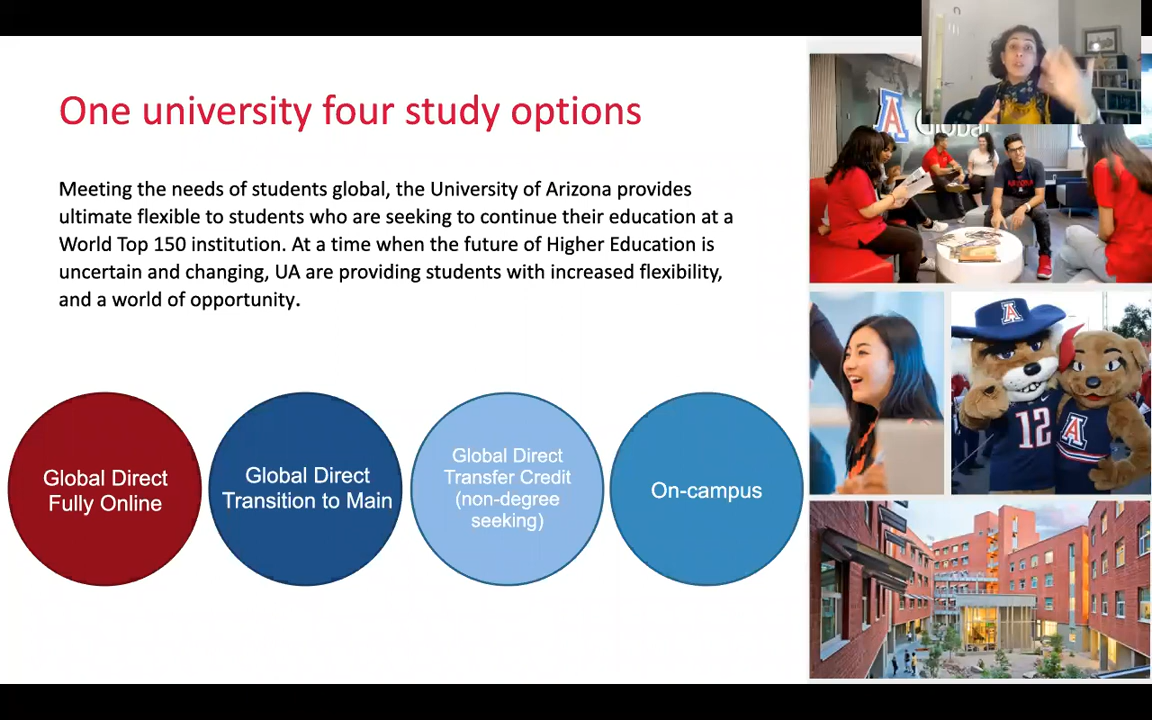 One university four study options
Meeting the needs of students global, the University of Arizona provides
ultimate flexible to students who are seeking to continue their education at a
World Top 150 institution. At a time when the future of Higher Education is
uncertain and changing, UA are providing students with increased flexibility,
and a world of opportunity.
Global Direct
Fully Online
Global Direct
Transition to Main
Global Direct
Transfer Credit
(non-degree
seeking)
On-campus
A Global
ARIZONA
A
12
A